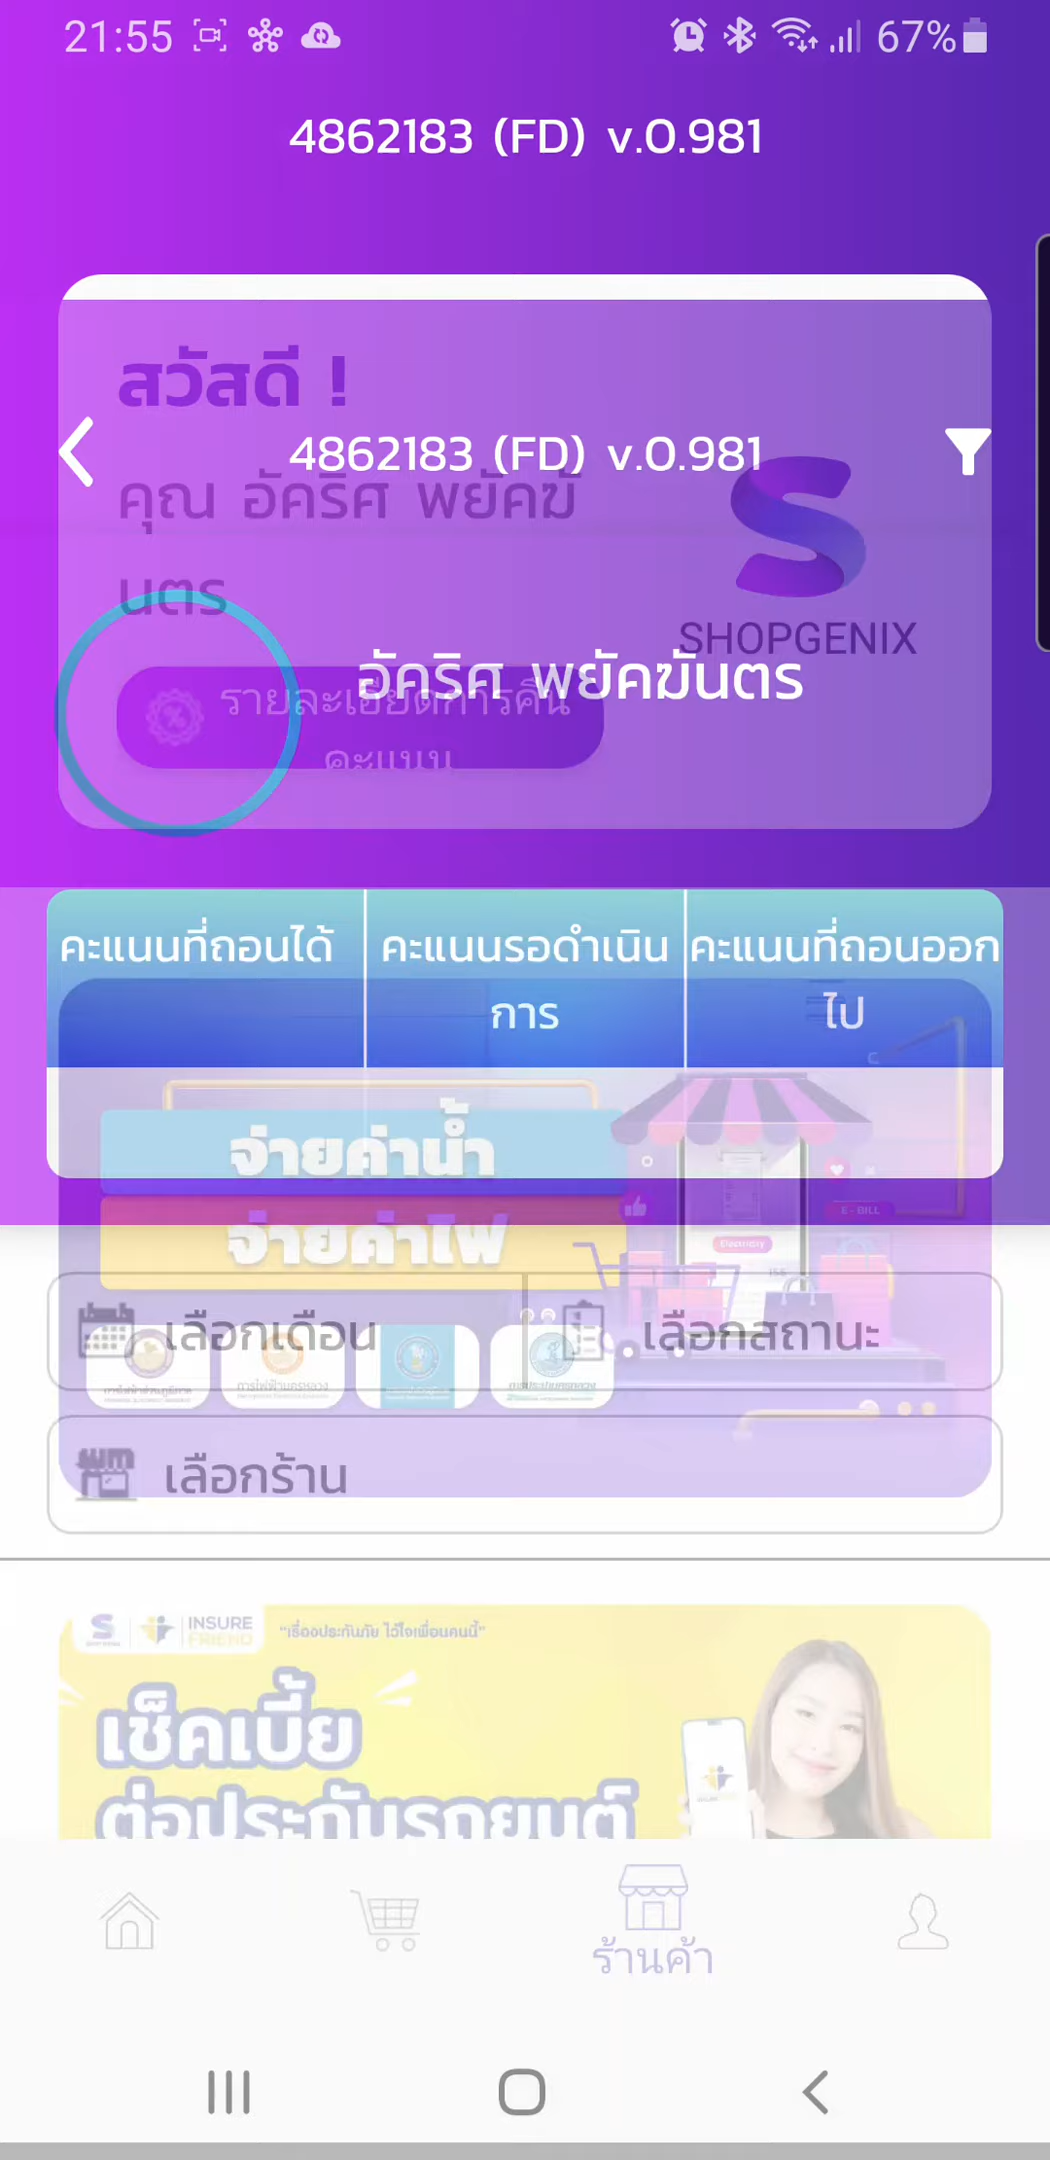 21:55
67%
4862183 (FD) v.0.981
สวัสดี !
4862183 (FD) v.0.981
คุณ อัคริศ พยัคฆั
นตร
SHOPGENIX
อัคริศ พยัคฆันตร
รายละเอียดการคืน
คะแนน
คะแนนที่ถอนได้
คะแนนรอดำเนิน
การ
คะแนนที่ถอนออก
ไป
จ่ายค่าน้ำ
จ่ายค่าไฟ
E - BILL
Electricity
เลือกเดือน
เลือกสถานะ
เลือกร้าน
INSURE
FRIEND
“เรื่องประกันภัย ไว้ใจเพื่อนคนนี้”
เช็คเบี้ย
ต่อประกันรถยนต์
ร้านค้า